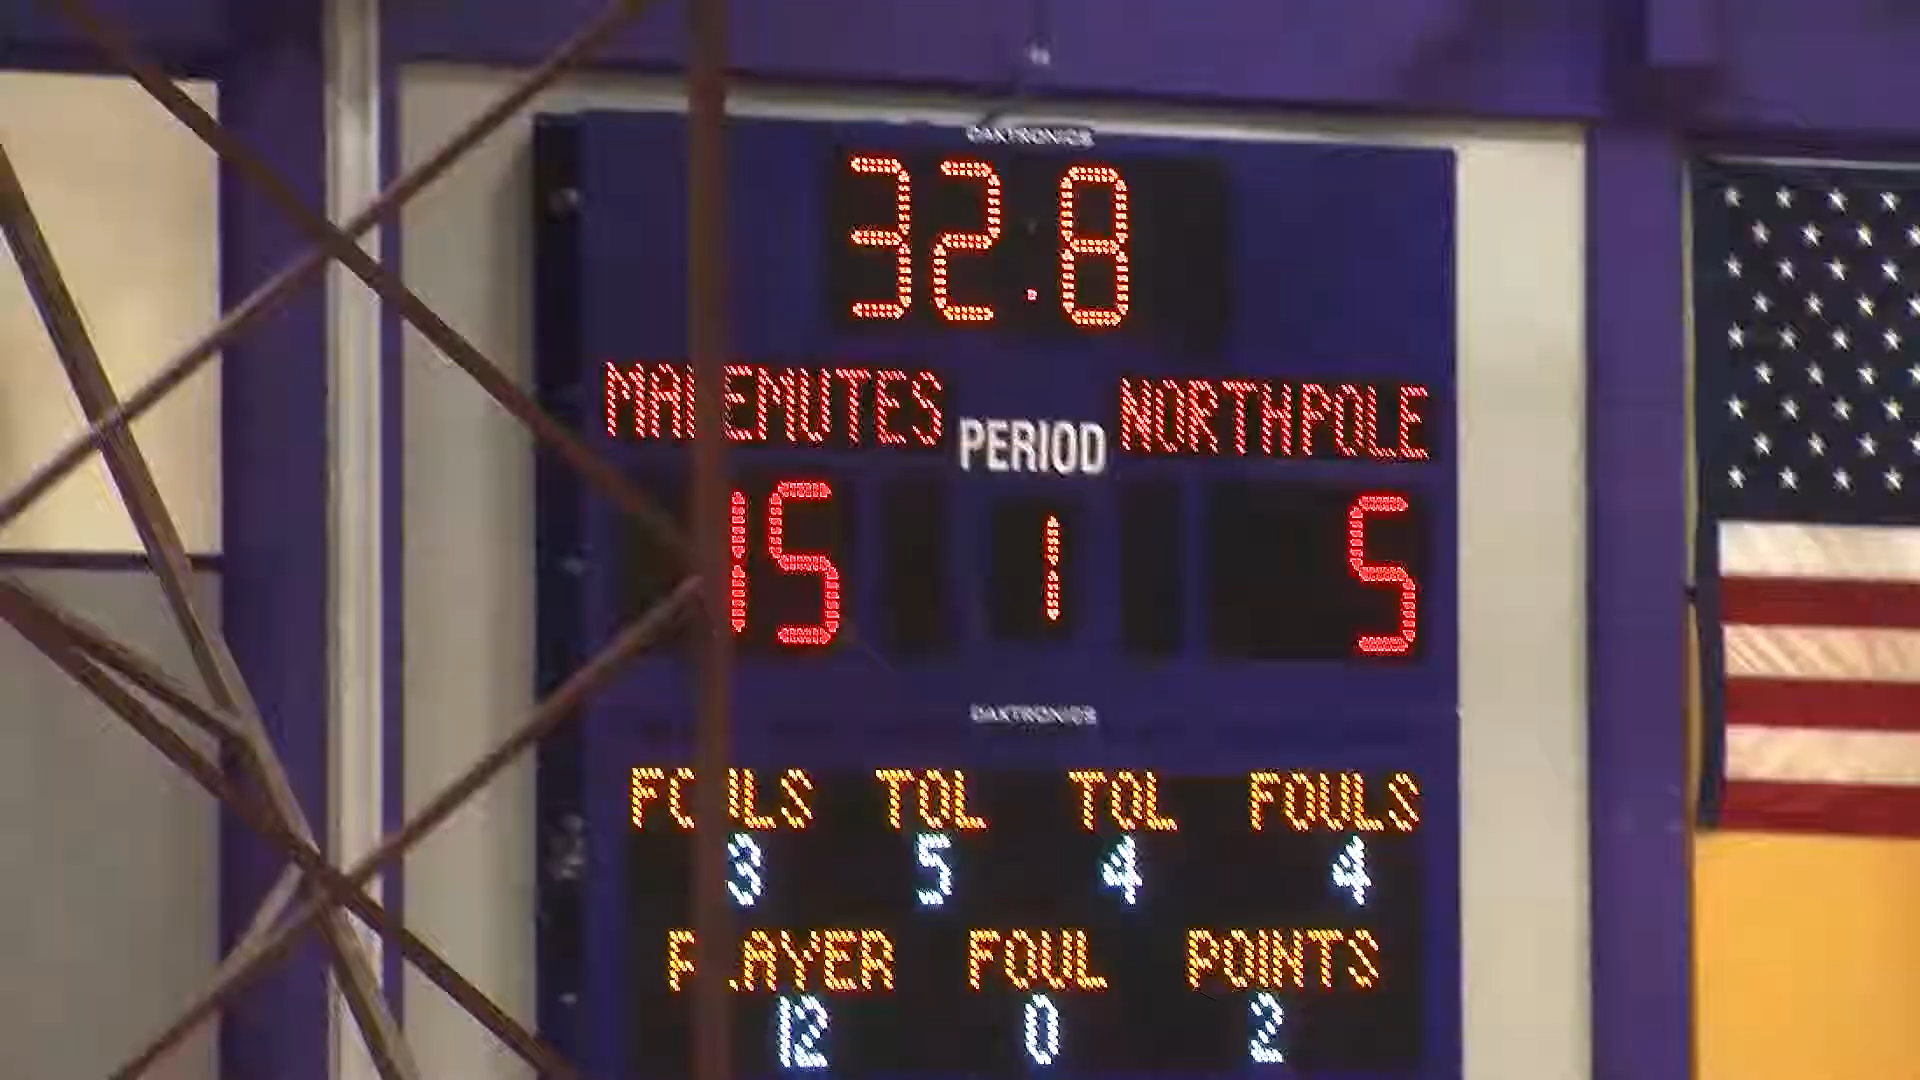 DAKTRONICS
32.8
MALEMUTES NORTHPOLE
PERIOD
15 1 5
DAKTRONICS
FOULS TOL TOL FOULS
3 5 4 4
PLAYER FOUL POINTS
12 0 2